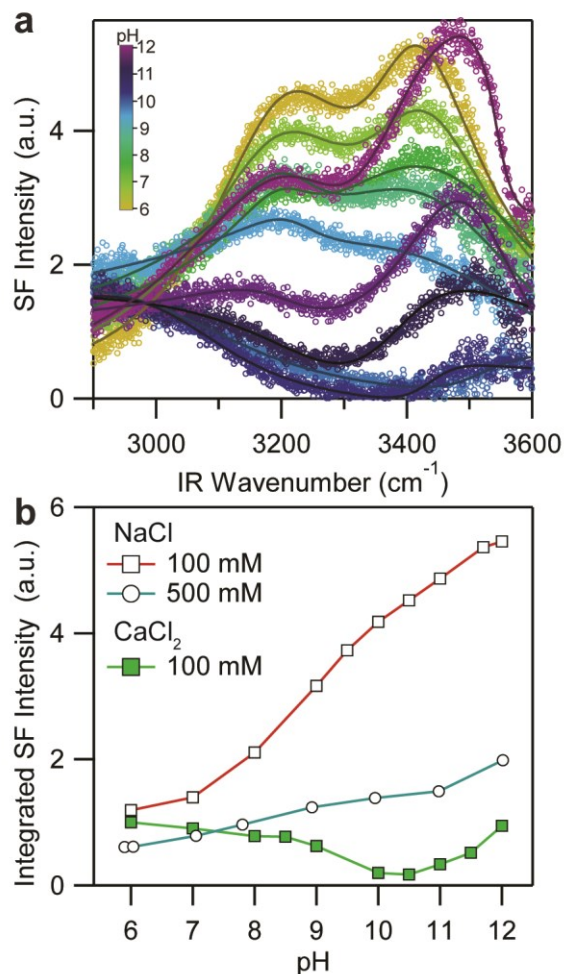 a
pH
12
11
10
9
8
7
6
4
2
0
SF Intensity (a.u.)
3000 3200 3400 3600
IR Wavenumber (cm⁻¹)
b
6
4
2
0
Integrated SF Intensity (a.u.)
NaCl
100 mM
500 mM
CaCl₂
100 mM
6 7 8 9 10 11 12
pH